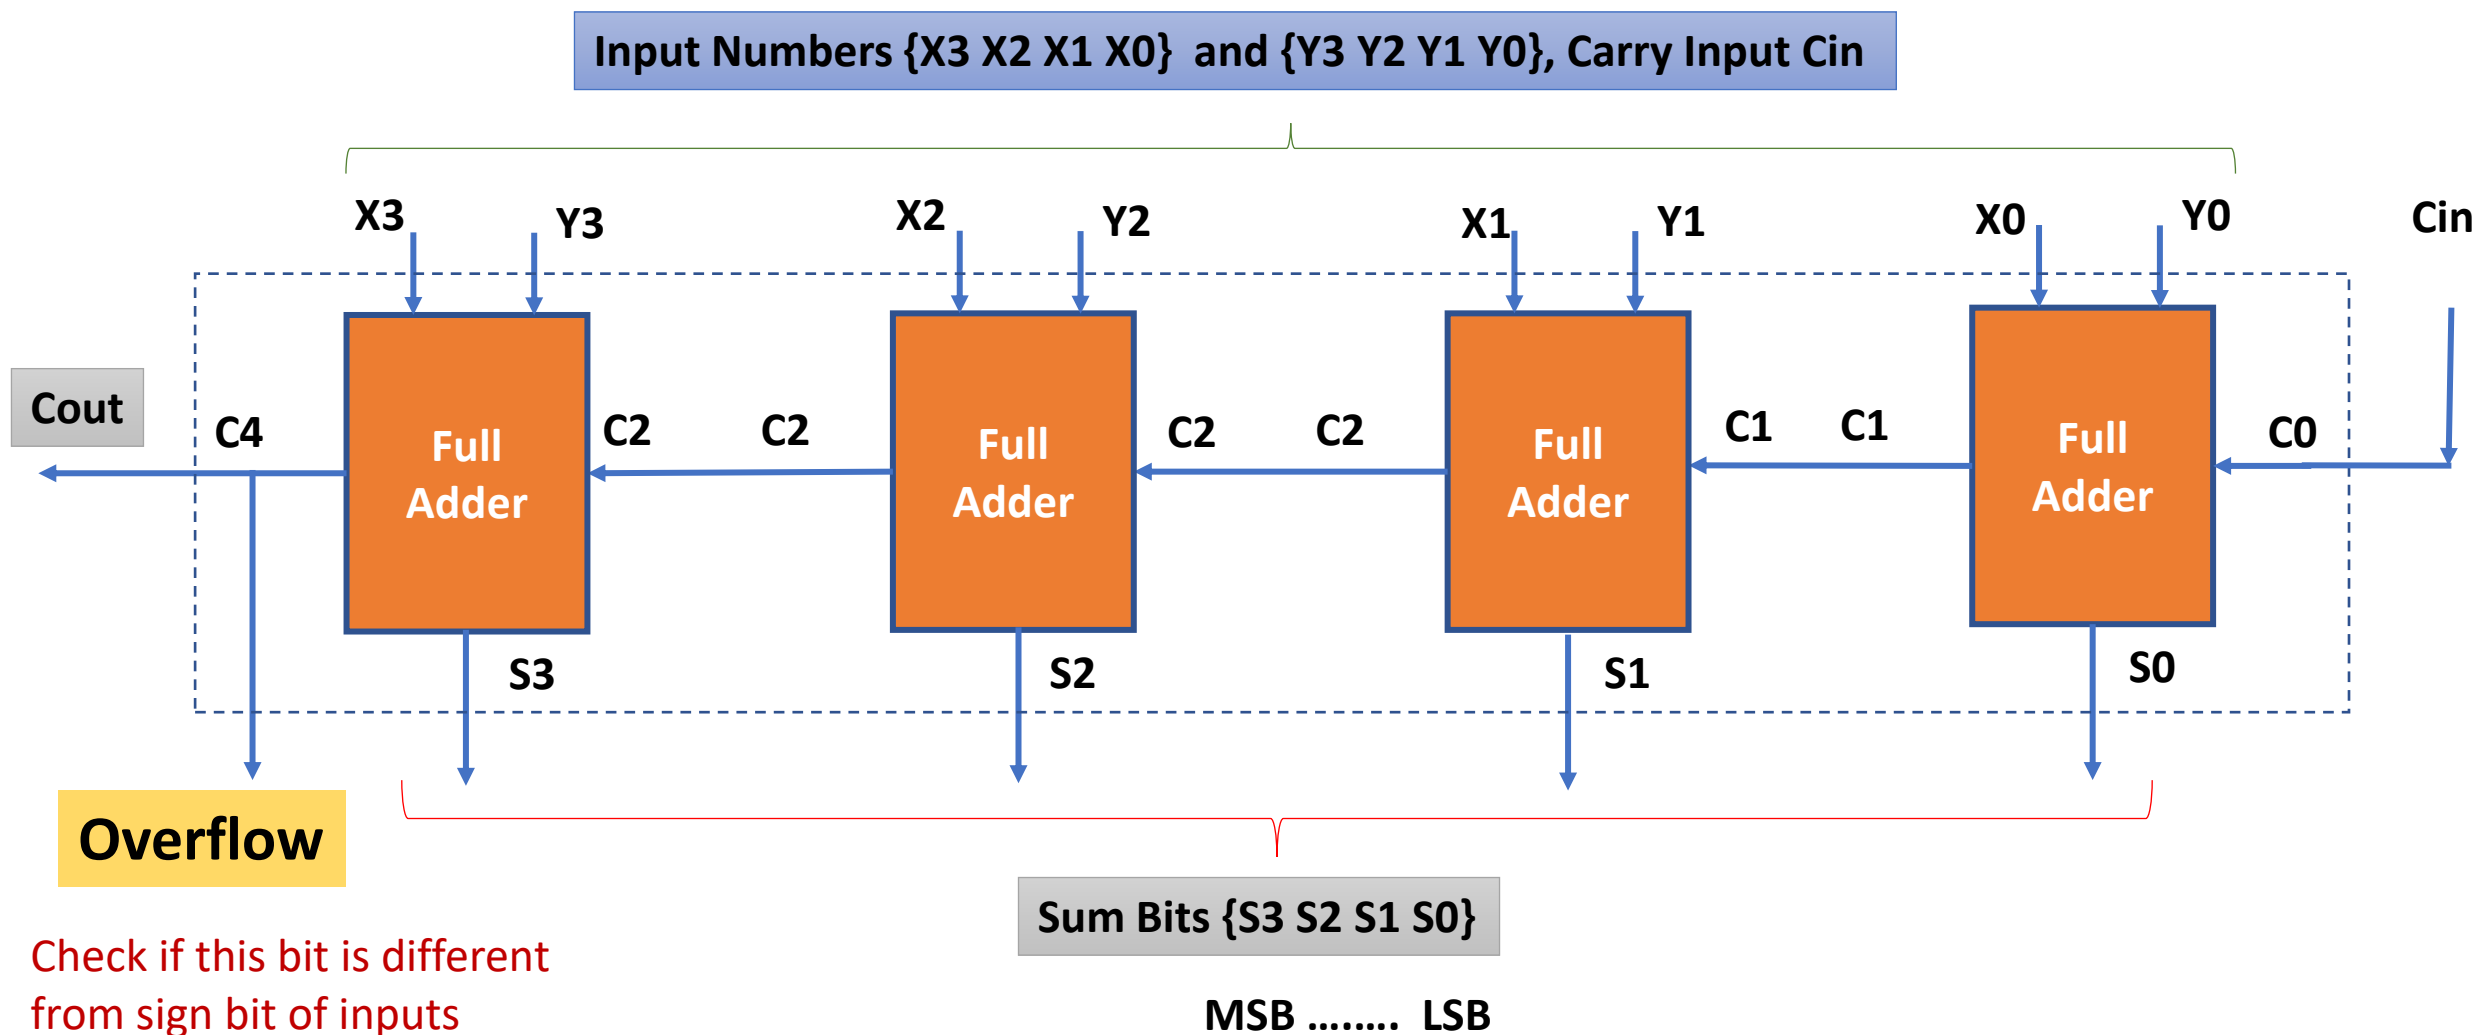 Input Numbers {X3 X2 X1 X0}  and {Y3 Y2 Y1 Y0}, Carry Input Cin
X3 Y3 X2 Y2 X1 Y1 X0 Y0 Cin
Cout C4 C2 C2 C2 C2 C1 C1 C0
Full Adder
Full Adder
Full Adder
Full Adder
S3 S2 S1 S0
Overflow
Sum Bits {S3 S2 S1 S0}
Check if this bit is different
from sign bit of inputs
MSB ........  LSB